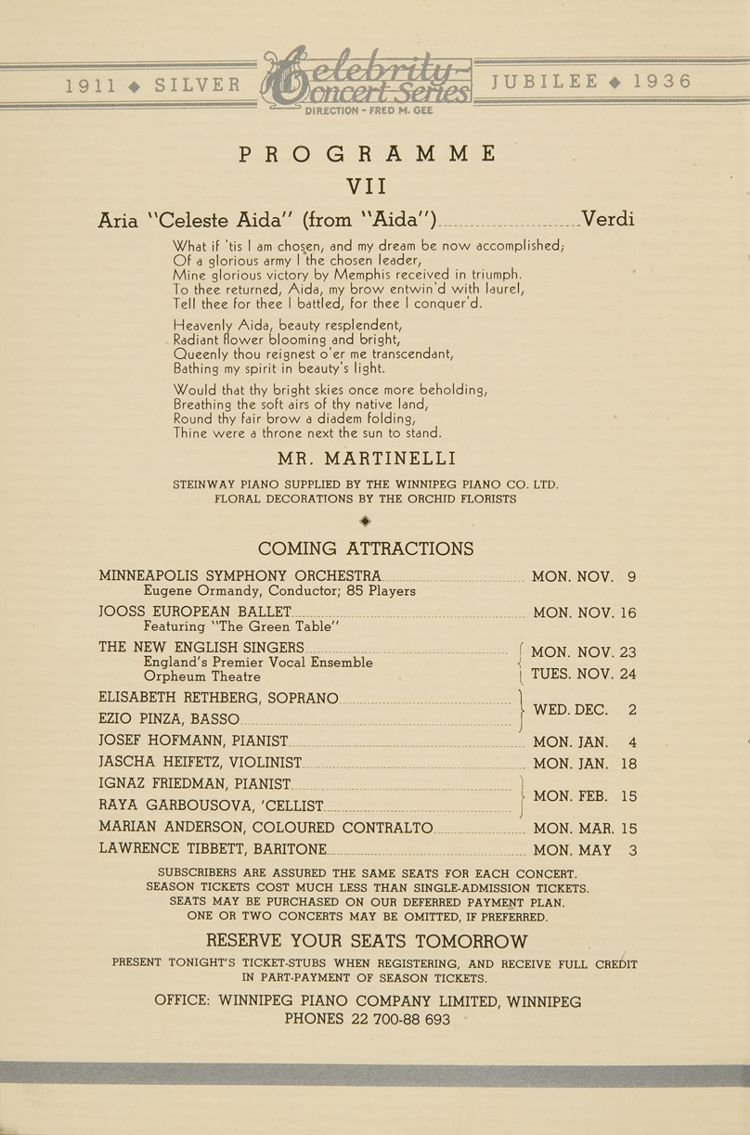 1911 ◆ SILVER Celebrity Concert Series JUBILEE ◆ 1936
DIRECTION - FRED M. GEE
PROGRAMME
VII
Aria "Celeste Aida" (from "Aida") Verdi
What if 'tis I am chosen, and my dream be now accomplished;
Of a glorious army I the chosen leader,
Mine glorious victory by Memphis received in triumph.
To thee returned, Aida, my brow entwin'd with laurel,
Tell thee for thee I battled, for thee I conquer'd.
Heavenly Aida, beauty resplendent,
Radiant flower blooming and bright,
Queenly thou reignest o'er me transcendant,
Bathing my spirit in beauty's light.
Would that thy bright skies once more beholding,
Breathing the soft airs of thy native land,
Round thy fair brow a diadem folding,
Thine were a throne next the sun to stand.
MR. MARTINELLI
STEINWAY PIANO SUPPLIED BY THE WINNIPEG PIANO CO. LTD.
FLORAL DECORATIONS BY THE ORCHID FLORISTS
COMING ATTRACTIONS
MINNEAPOLIS SYMPHONY ORCHESTRA MON. NOV. 9
Eugene Ormandy, Conductor; 85 Players
JOOSS EUROPEAN BALLET MON. NOV. 16
Featuring "The Green Table"
THE NEW ENGLISH SINGERS MON. NOV. 23
England's Premier Vocal Ensemble
Orpheum Theatre TUES. NOV. 24
ELISABETH RETHBERG, SOPRANO WED. DEC. 2
EZIO PINZA, BASSO
JOSEF HOFMANN, PIANIST MON. JAN. 4
JASCHA HEIFETZ, VIOLINIST MON. JAN. 18
IGNAZ FRIEDMAN, PIANIST MON. FEB. 15
RAYA GARBOUSOVA, 'CELLIST
MARIAN ANDERSON, COLOURED CONTRALTO MON. MAR. 15
LAWRENCE TIBBETT, BARITONE MON. MAY 3
SUBSCRIBERS ARE ASSURED THE SAME SEATS FOR EACH CONCERT.
SEASON TICKETS COST MUCH LESS THAN SINGLE-ADMISSION TICKETS.
SEATS MAY BE PURCHASED ON OUR DEFERRED PAYMENT PLAN.
ONE OR TWO CONCERTS MAY BE OMITTED, IF PREFERRED.
RESERVE YOUR SEATS TOMORROW
PRESENT TONIGHT'S TICKET-STUBS WHEN REGISTERING, AND RECEIVE FULL CREDIT
IN PART-PAYMENT OF SEASON TICKETS.
OFFICE: WINNIPEG PIANO COMPANY LIMITED, WINNIPEG
PHONES 22 700-88 693